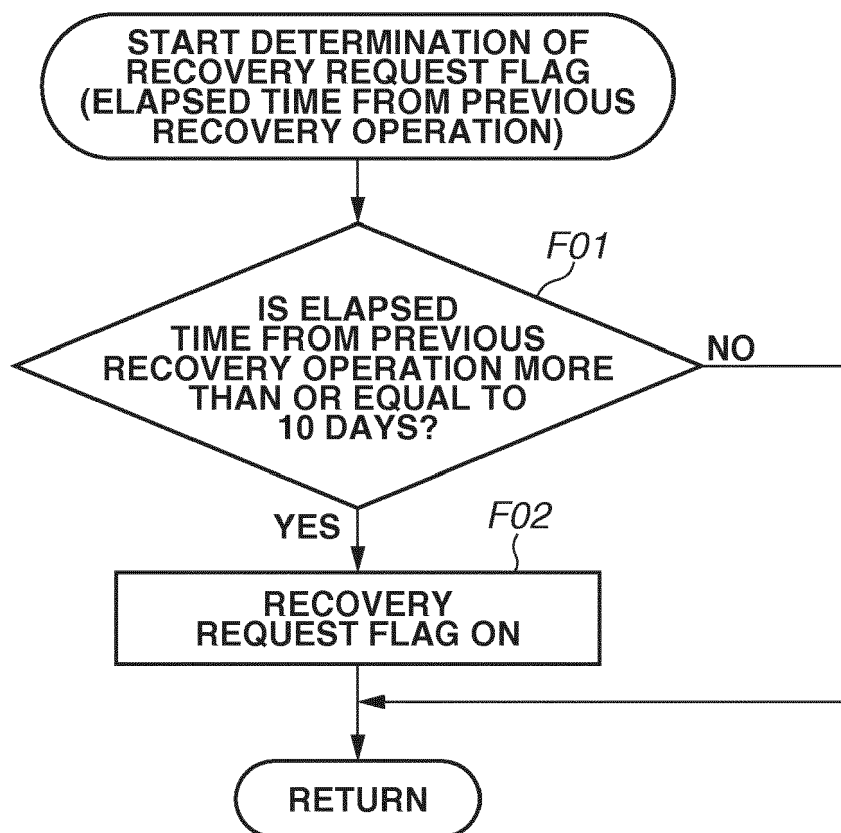 START DETERMINATION OF
RECOVERY REQUEST FLAG
(ELAPSED TIME FROM PREVIOUS
RECOVERY OPERATION)
F01
IS ELAPSED
TIME FROM PREVIOUS
RECOVERY OPERATION MORE
THAN OR EQUAL TO
10 DAYS?
NO
YES
F02
RECOVERY
REQUEST FLAG ON
RETURN